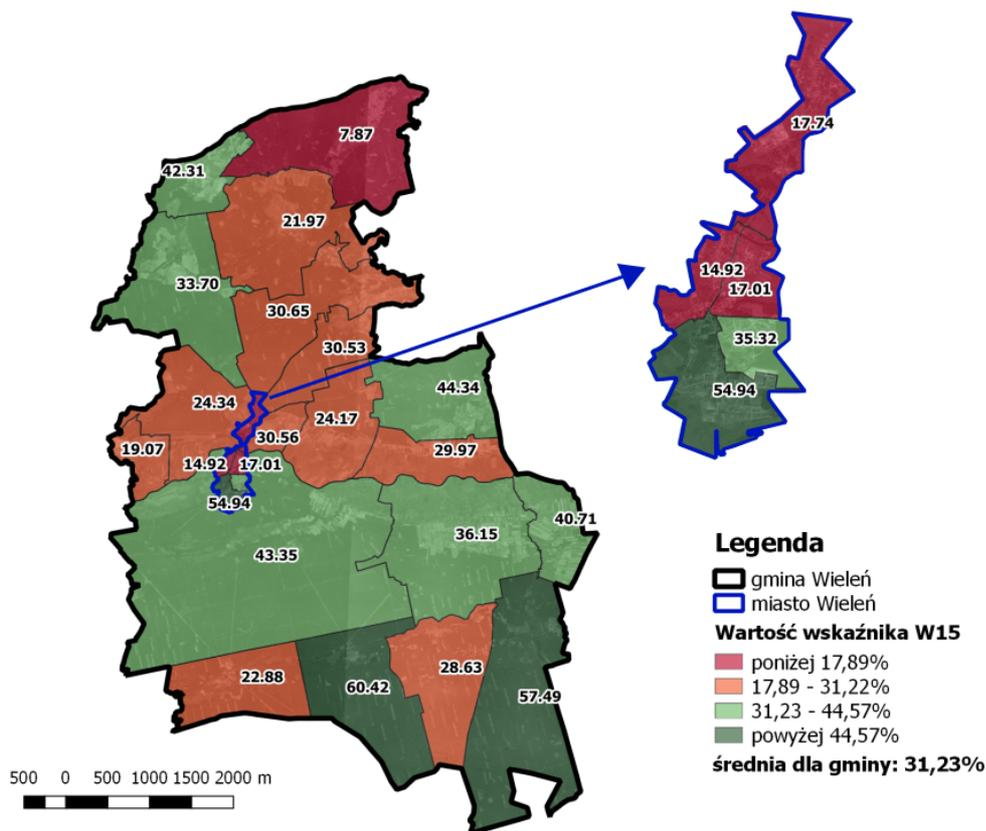 7.87
17.74
42.31
21.97
33.70
14.92
17.01
30.65
35.32
30.53
54.94
44.34
24.34
24.17
30.56
29.97
19.07
14.92 17.01
54.94
40.71
36.15
43.35
28.63
22.88
60.42
57.49
Legenda
gmina Wieleń
miasto Wieleń
Wartość wskaźnika W15
poniżej 17,89%
17,89 - 31,22%
31,23 - 44,57%
powyżej 44,57%
średnia dla gminy: 31,23%
500 0 500 1000 1500 2000 m